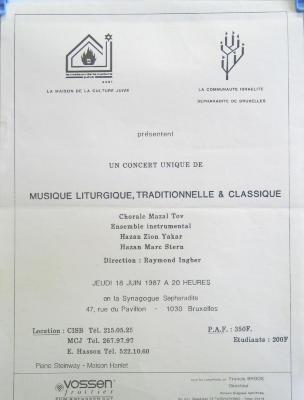 LA MAISON DE LA CULTURE JUIVE
LA COMMUNAUTE ISRAELITE
SEPHARADITE DE BRUXELLES
présentent
UN CONCERT UNIQUE DE
MUSIQUE LITURGIQUE, TRADITIONNELLE & CLASSIQUE
Chorale Mazal Tov
Ensemble instrumental
Hazan Zion Yakar
Hazan Marc Stern
Direction : Raymond Ingber
JEUDI 18 JUIN 1987 A 20 HEURES
en la Synagogue Sepharadite
47, rue du Pavillon - 1030 Bruxelles
Location : CISB Tel. 215.05.25
P.A.F.: 350F.
MCJ Tel. 267.97.97
Etudiants : 200F
E. Hasson Tel. 522.10.60
Piano Steinway - Maison Hanlet
vossen
Francis